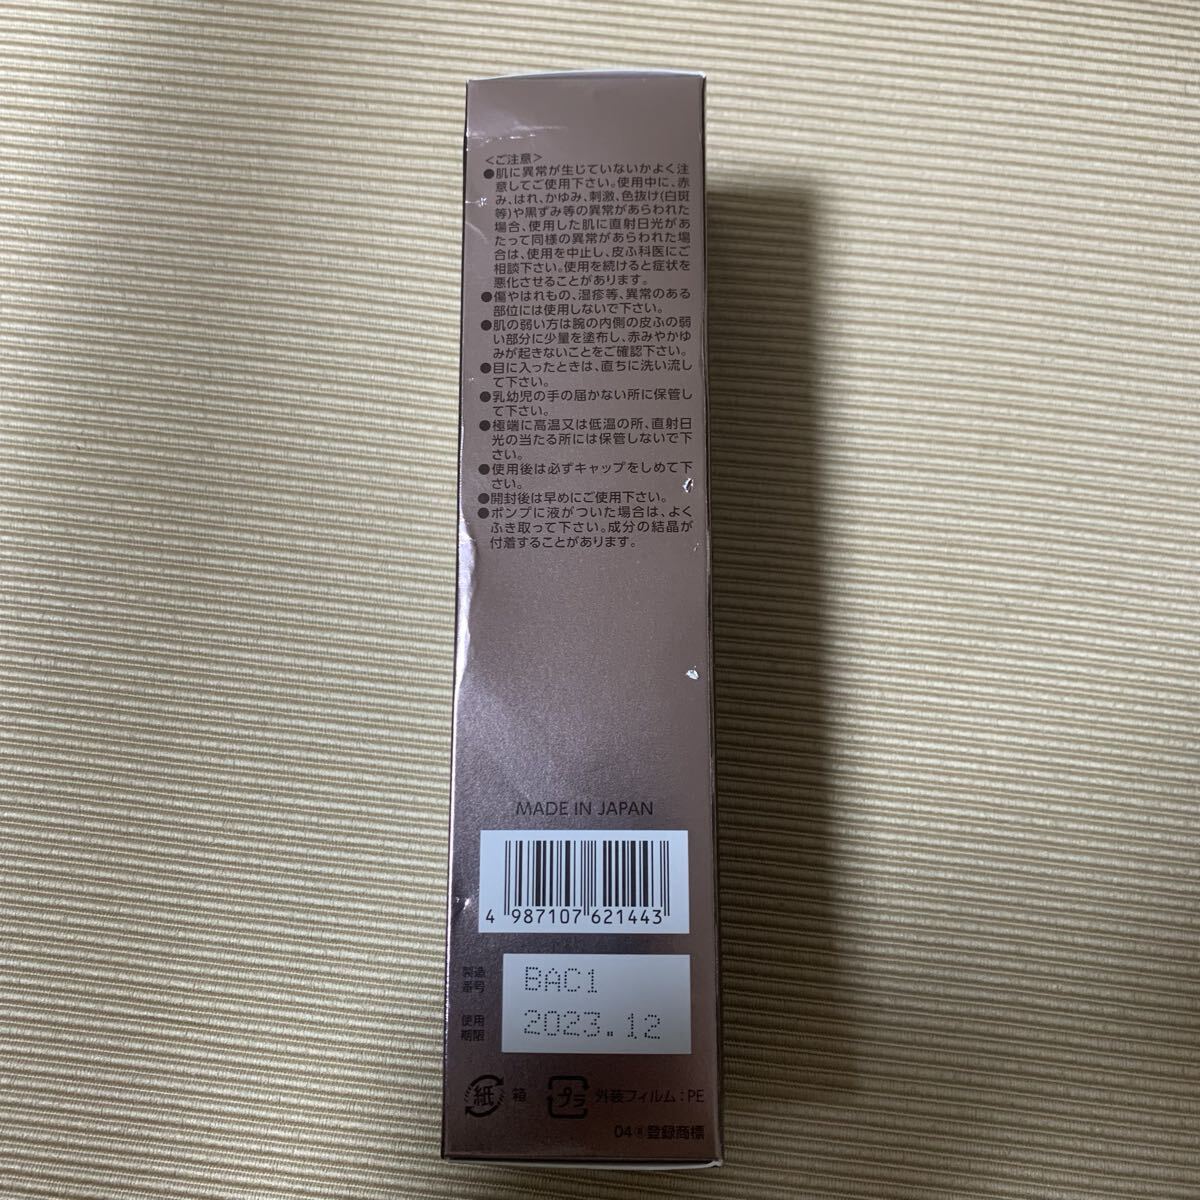 <ご注意>
●肌に異常が生じていないかよく注
意してご使用下さい。使用中に、赤
み、はれ、かゆみ、刺激、色抜け(白斑
等)や黒ずみ等の異常があらわれた
場合、使用した肌に直射日光があ
たって同様の異常があらわれた場
合は、使用を中止し、皮ふ科医にご
相談下さい。使用を続けると症状を
悪化させることがあります。
●傷やはれもの、湿疹等、異常のある
部位には使用しないで下さい。
●肌の弱い方は腕の内側の皮ふの弱
い部分に少量を塗布し、赤みやかゆ
みが起きないことをご確認下さい。
●目に入ったときは、直ちに洗い流し
て下さい。
●乳幼児の手の届かない所に保管し
て下さい。
●極端に高温又は低温の所、直射日
光の当たる所には保管しないで下
さい。
●使用後は必ずキャップをしめて下
さい。
●開封後は早めにご使用下さい。
●ポンプに液がついた場合は、よく
ふき取って下さい。成分の結晶が
付着することがあります。
MADE IN JAPAN
4 987107 621443
製造
番号
BAC1
使用
期限
2023.12
紙 箱 プラ 外装フィルム:PE
04 ®登録商標